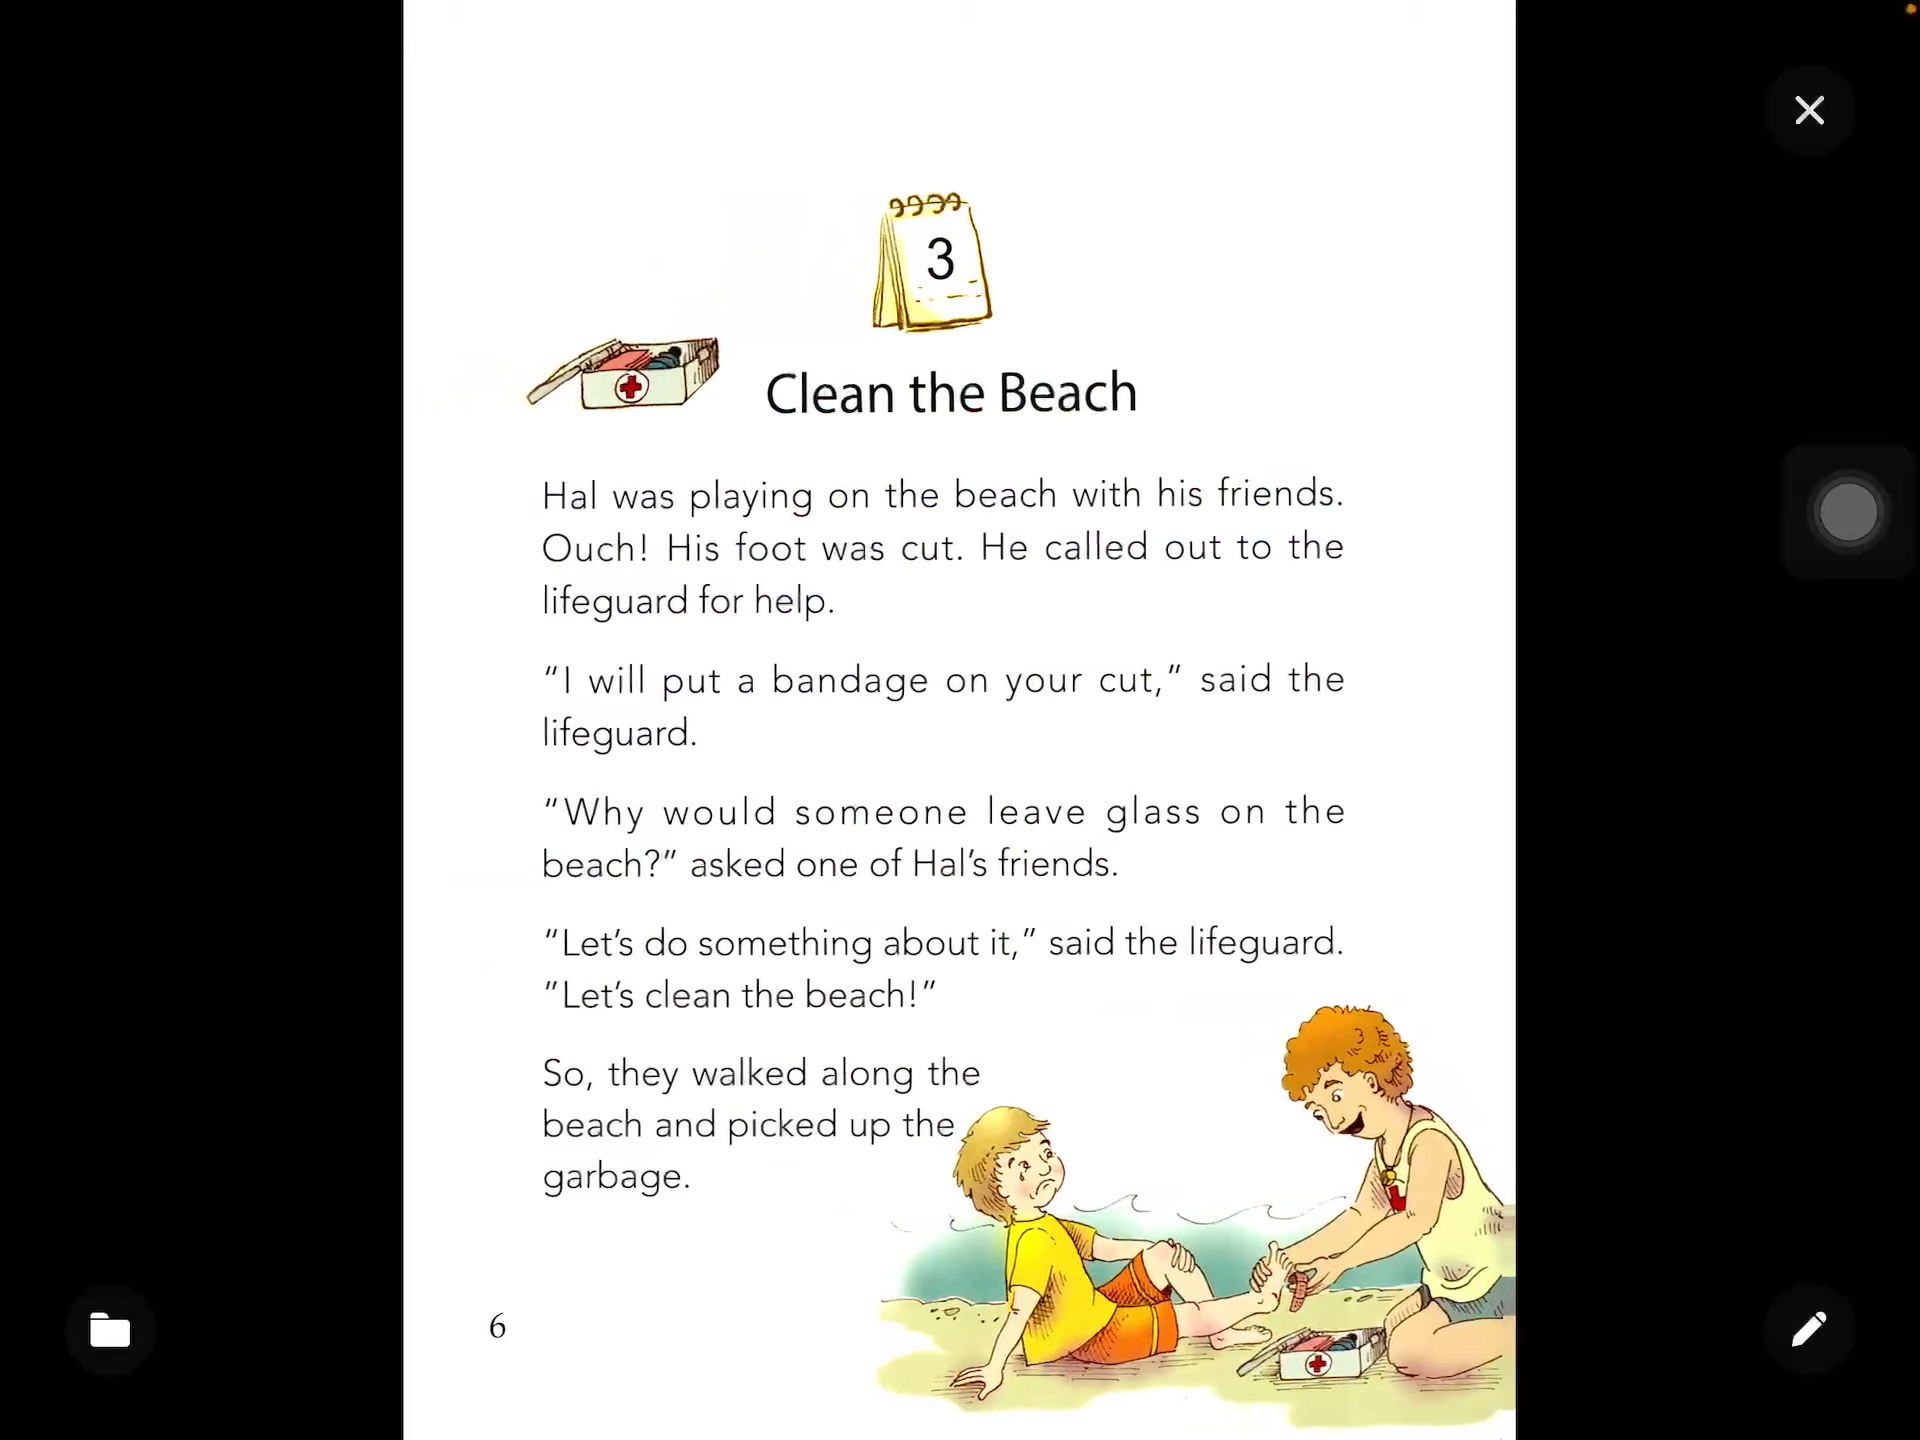 3
Clean the Beach
Hal was playing on the beach with his friends.
Ouch! His foot was cut. He called out to the
lifeguard for help.
“I will put a bandage on your cut,” said the
lifeguard.
“Why would someone leave glass on the
beach?” asked one of Hal’s friends.
“Let’s do something about it,” said the lifeguard.
”Let’s clean the beach!”
So, they walked along the
beach and picked up the
garbage.
6